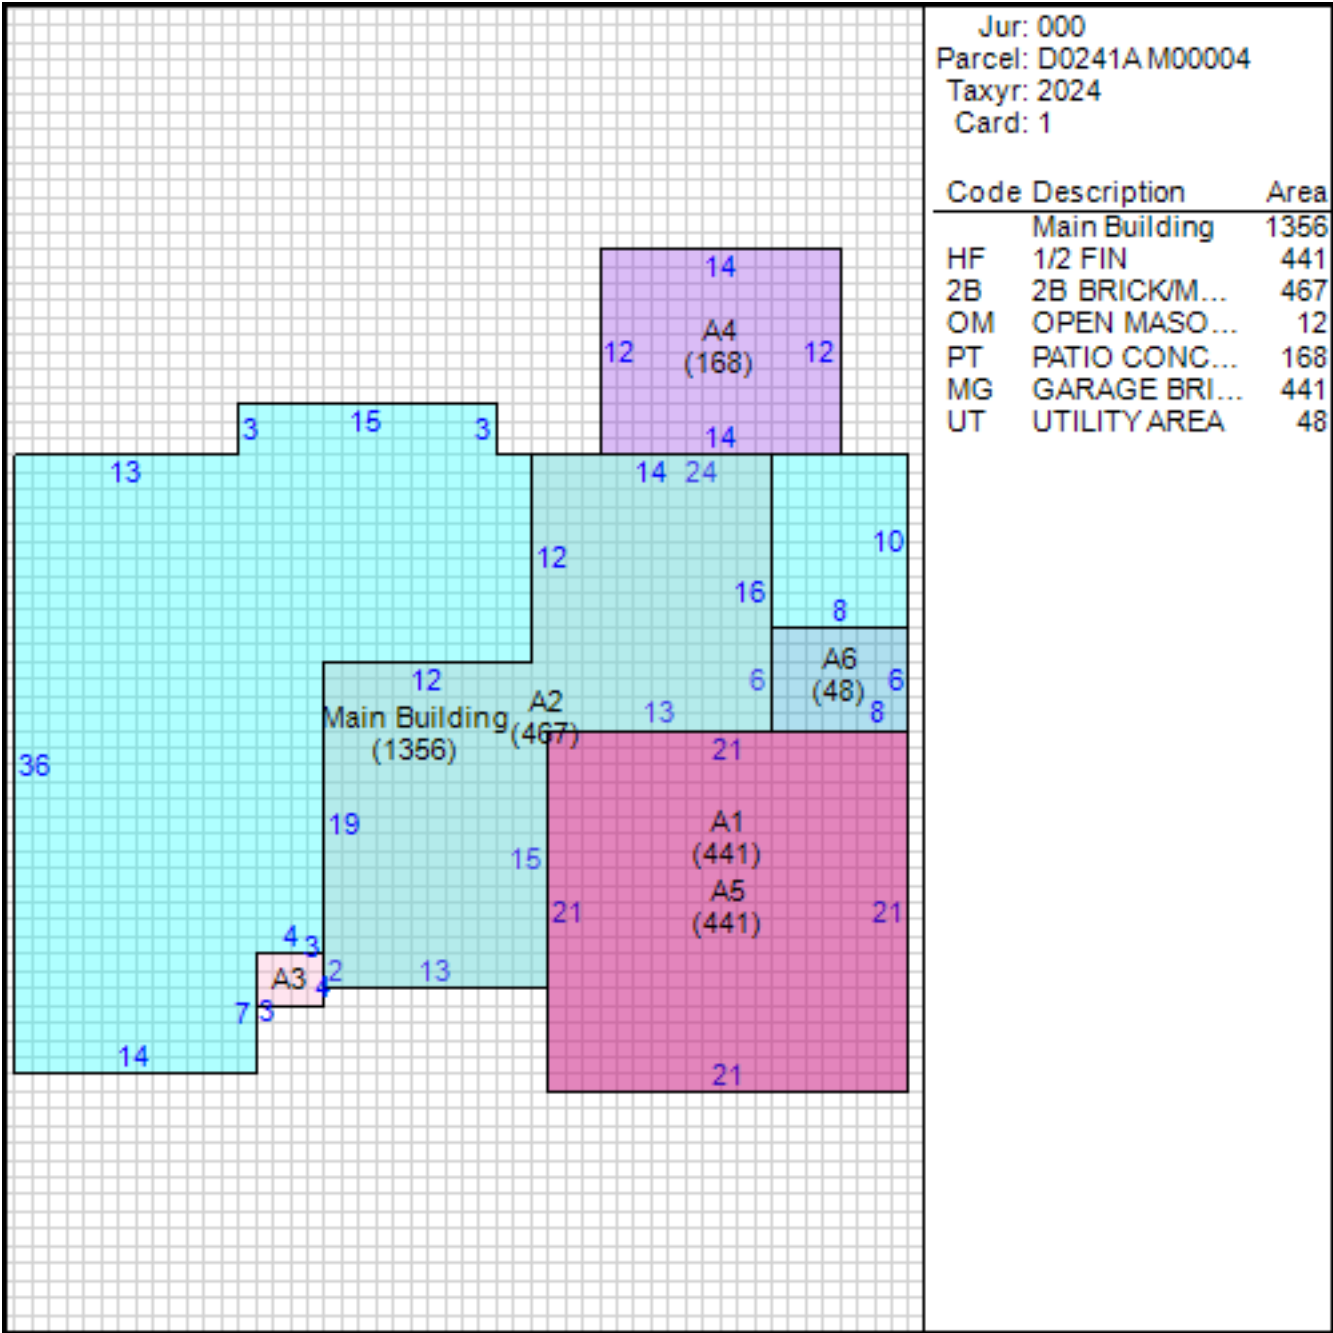 Jur: 000
Parcel: D0241A M00004
Taxyr: 2024
Card: 1
Code Description Area
Main Building 1356
HF 1/2 FIN 441
2B 2B BRICK/M... 467
OM OPEN MASO... 12
PT PATIO CONC... 168
MG GARAGE BRI... 441
UT UTILITY AREA 48
14
A4
12 (168) 12
14
3 15 3
13 14 24
12 10
16
8
A6
12 A2 6 (48) 6
Main Building (467) 13 8
(1356)
36 21
19 A1
(441)
15 A5
21 (441) 21
4 3
A3 2 13
4
7 3
14 21